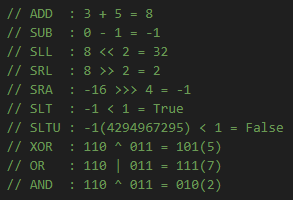 // ADD  : 3 + 5 = 8
// SUB  : 0 - 1 = -1
// SLL  : 8 << 2 = 32
// SRL  : 8 >> 2 = 2
// SRA  : -16 >>> 4 = -1
// SLT  : -1 < 1 = True
// SLTU : -1(4294967295) < 1 = False
// XOR  : 110 ^ 011 = 101(5)
// OR   : 110 | 011 = 111(7)
// AND  : 110 ^ 011 = 010(2)